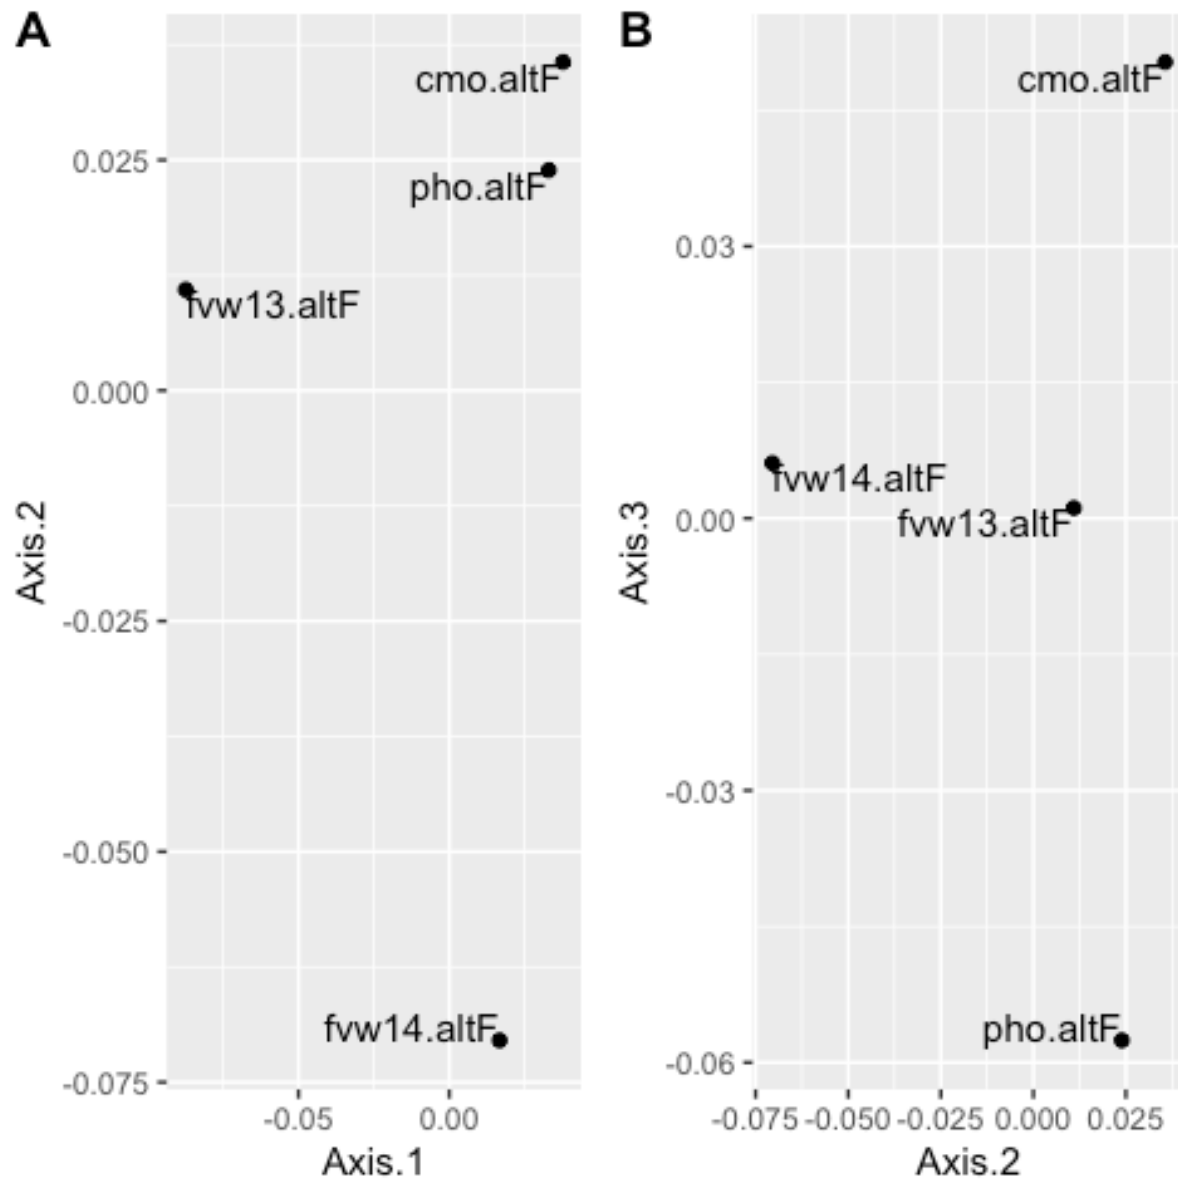 A
cmo.altF
0.025
pho.altF
fvw13.altF
0.000
Axis.2
-0.025
-0.050
fvw14.altF
-0.075
-0.05 0.00
Axis.1
B
cmo.altF
0.03
fvw14.altF
0.00
fvw13.altF
Axis.3
-0.03
pho.altF
-0.06
-0.075 -0.050 -0.025 0.000 0.025
Axis.2